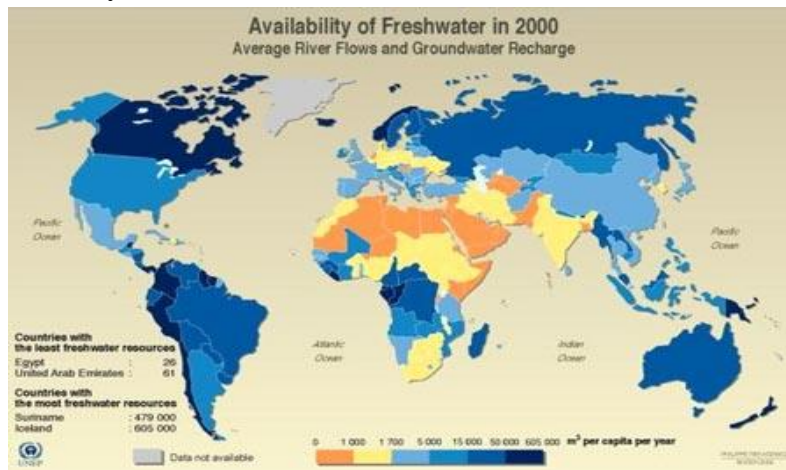 Availability of Freshwater in 2000
Average River Flows and Groundwater Recharge
Pacific
Ocean
Pacific
Ocean
Atlantic
Ocean
Indian
Ocean
Countries with
the least freshwater resources
Egypt : 26
United Arab Emirates : 61
Countries with
the most freshwater resources
Suriname : 479 000
Iceland : 605 000
0 1 000 1 700 5 000 15 000 50 000 605 000 m³ per capita per year
Data not available
UNEP